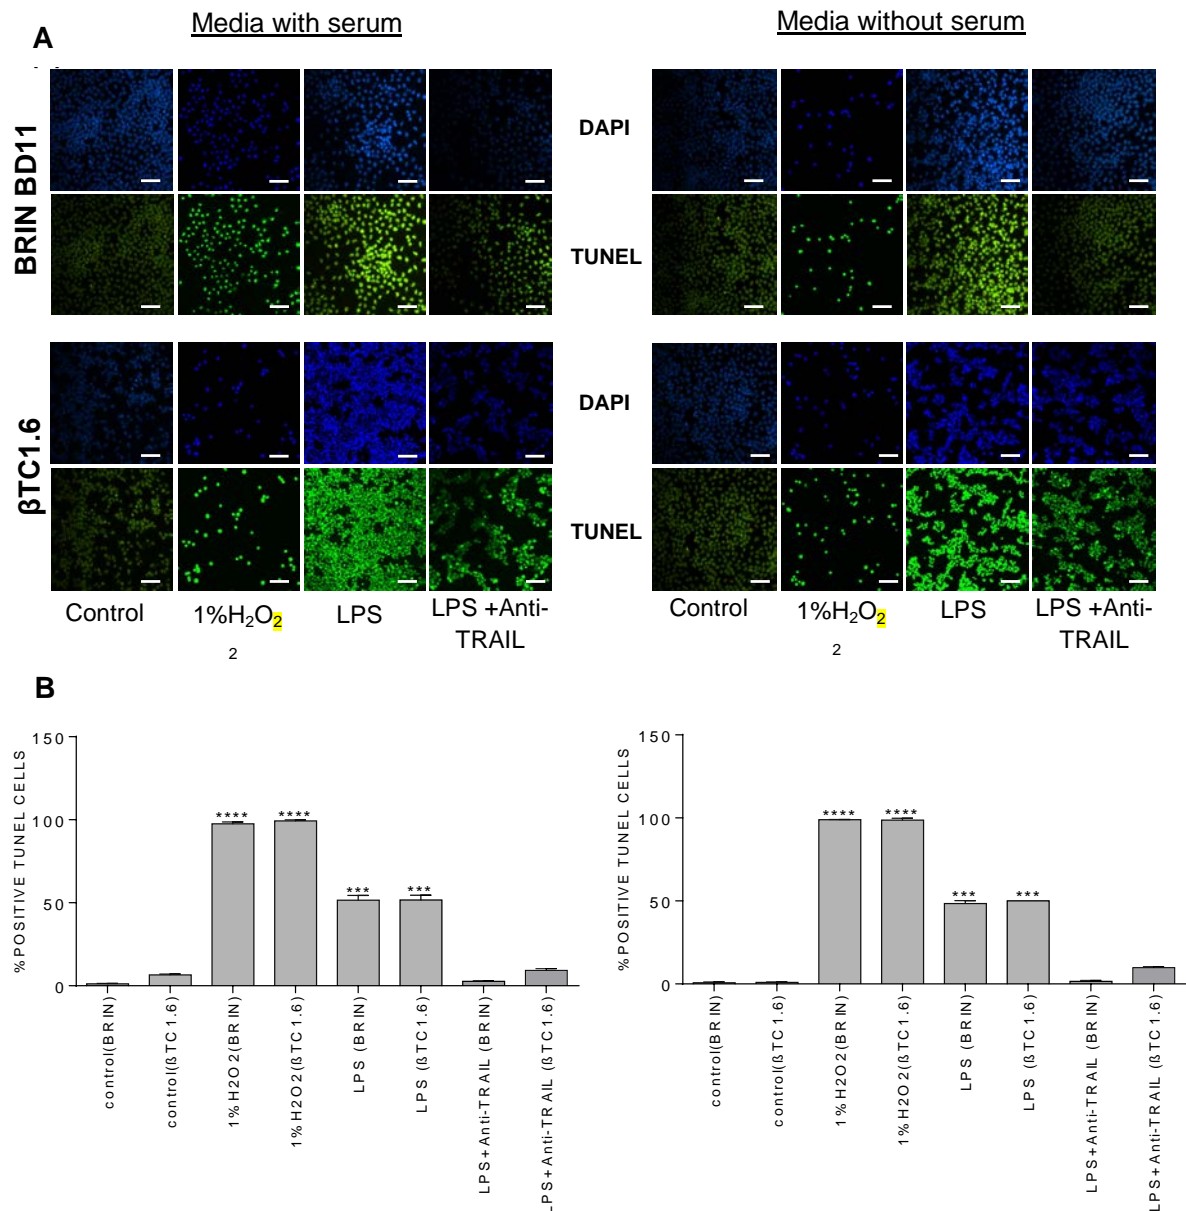 Media with serum
Media without serum
A
BRIN BD11
DAPI
TUNEL
βTC1.6
DAPI
TUNEL
Control
1%H₂O₂
2
LPS
LPS +Anti-
TRAIL
Control
1%H₂O₂
2
LPS
LPS +Anti-
TRAIL
B
%POSITIVE TUNEL CELLS
150
100
50
0
****
****
***
***
control(BRIN)
control(ßTC1.6)
1%H2O2(BRIN)
1%H2O2(ßTC1.6)
LPS (BRIN)
LPS (ßTC1.6)
LPS+Anti-TRAIL (BRIN)
LPS+Anti-TRAIL (ßTC1.6)
%POSITIVE TUNEL CELLS
150
100
50
0
****
****
***
***
control(BRIN)
control(ßTC1.6)
1%H2O2(BRIN)
1%H2O2(ßTC1.6)
LPS (BRIN)
LPS (ßTC1.6)
LPS+Anti-TRAIL (BRIN)
LPS+Anti-TRAIL (ßTC1.6)